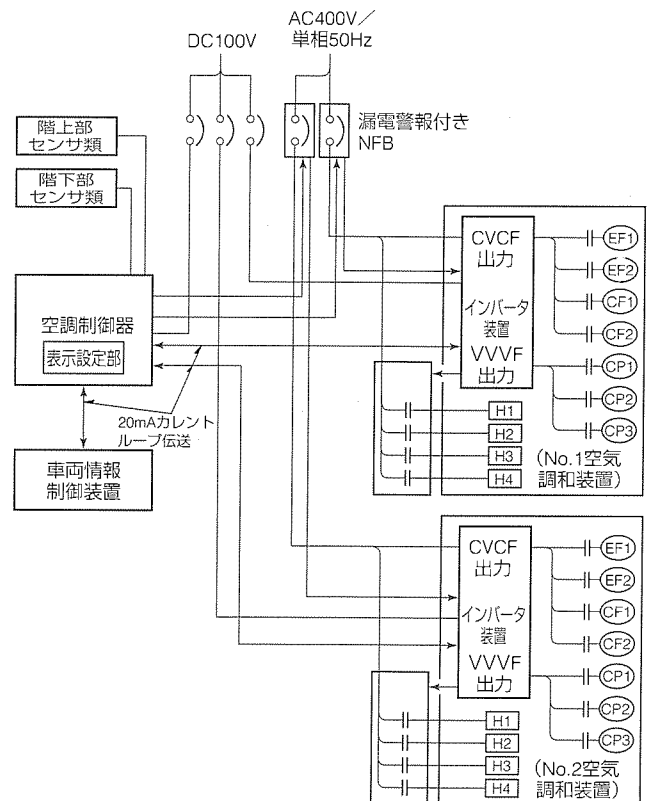 AC400V/
単相50Hz
DC100V
漏電警報付き
NFB
階上部
センサ類
階下部
センサ類
空調制御器
表示設定部
20mAカレント
ループ伝送
車両情報
制御装置
CVCF
出力
インバータ
装置
VVVF
出力
EF1
EF2
CF1
CF2
CP1
CP2
CP3
H1
H2
H3
H4
(No.1空気
調和装置)
CVCF
出力
インバータ
装置
VVVF
出力
EF1
EF2
CF1
CF2
CP1
CP2
CP3
H1
H2
H3
H4
(No.2空気
調和装置)